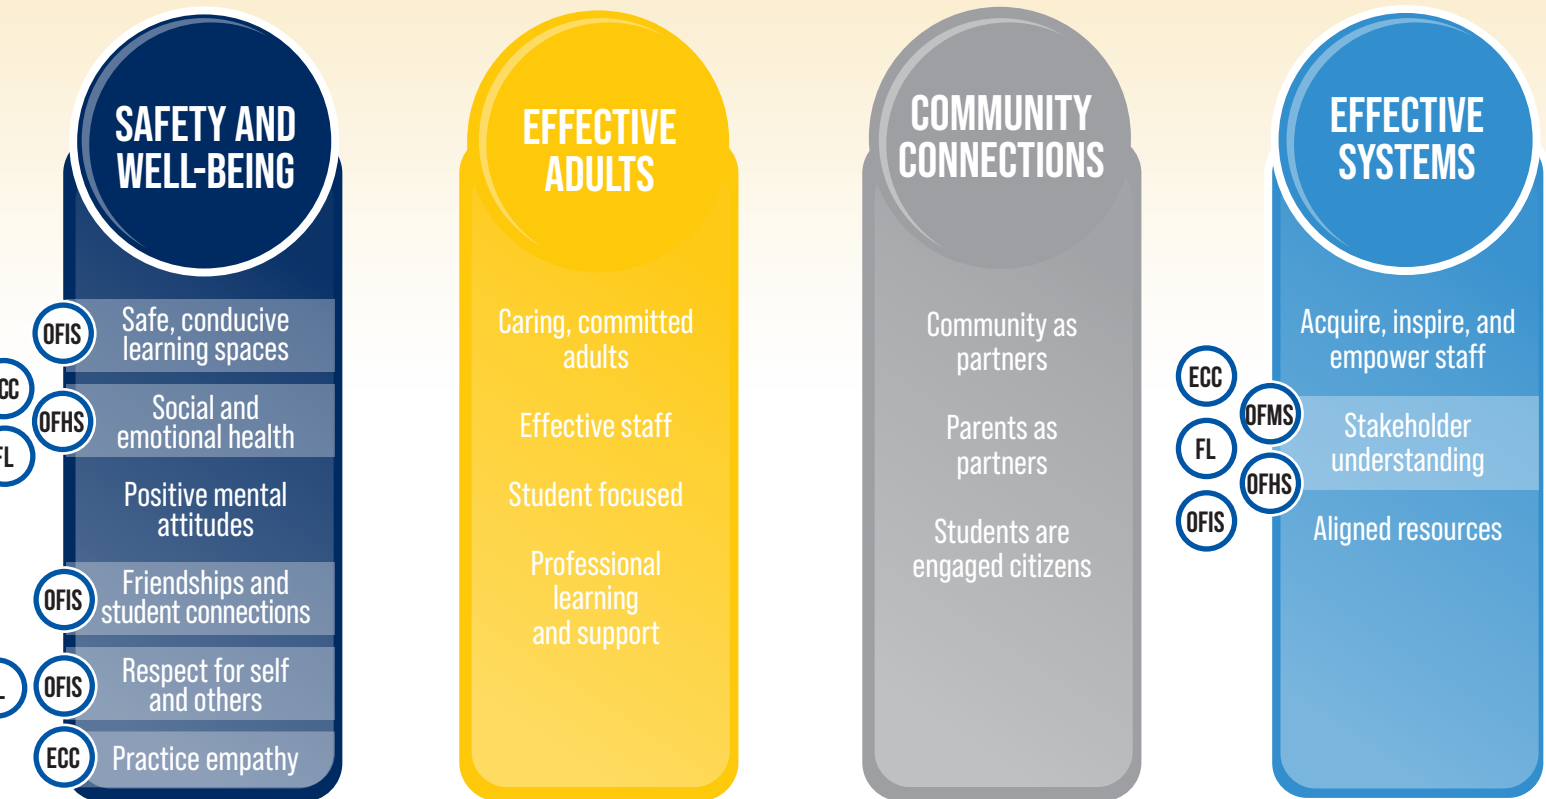 SAFETY AND
WELL-BEING
OFIS
Safe, conducive
learning spaces
CC
OFHS
FL
Social and
emotional health
Positive mental
attitudes
OFIS
Friendships and
student connections
L
OFIS
Respect for self
and others
ECC
Practice empathy
EFFECTIVE
ADULTS
Caring, committed
adults
Effective staff
Student focused
Professional
learning
and support
COMMUNITY
CONNECTIONS
Community as
partners
Parents as
partners
Students are
engaged citizens
EFFECTIVE
SYSTEMS
Acquire, inspire, and
empower staff
ECC
OFMS
FL
OFHS
OFIS
Stakeholder
understanding
Aligned resources